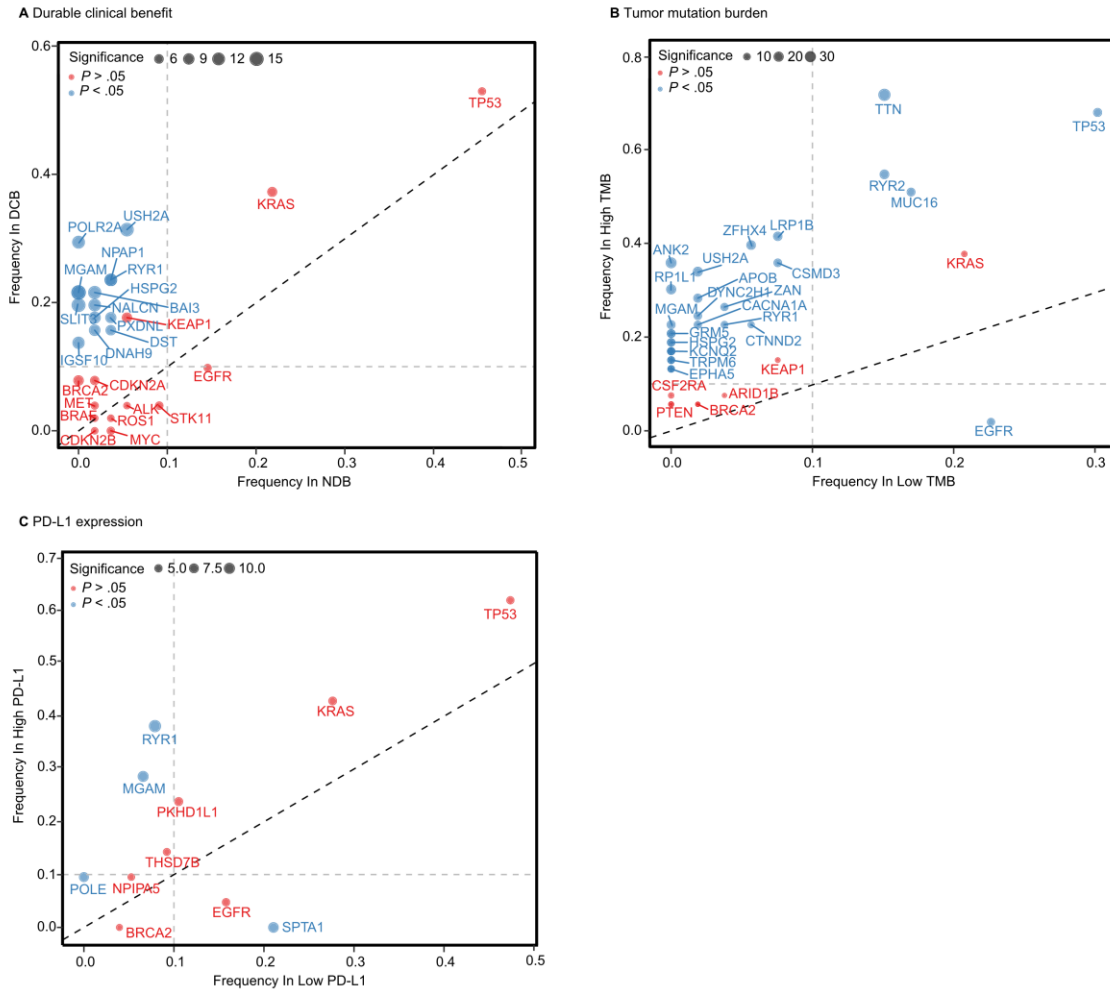 A Durable clinical benefit
Significance 6 9 12 15
P > .05
P < .05
TP53
KRAS
USH2A
POLR2A
NPAP1
MGAM RYR1
HSPG2
NALCN BAI3
SLIT3 PXDNL KEAP1
DST
IGSF10 DNAH9
EGFR
BRCA2 CDKN2A
MET ALK STK11
BRAF ROS1
CDKN2B MYC
0.6
0.4
0.2
0.0
0.0 0.1 0.2 0.3 0.4 0.5
Frequency In DCB
Frequency In NDB
B Tumor mutation burden
Significance 10 20 30
P > .05
P < .05
TTN
TP53
RYR2
MUC16
LRP1B
ZFHX4
KRAS
ANK2 USH2A CSMD3
RP1L1 APOB
DYNC2H1 ZAN
MGAM CACNA1A
GRM5 RYR1
HSPG2 CTNND2
KCNQ2
TRPM6 KEAP1
EPHA5
CSF2RA ARID1B
PTEN BRCA2
EGFR
0.8
0.6
0.4
0.2
0.0
0.0 0.1 0.2 0.3
Frequency In High TMB
Frequency In Low TMB
C PD-L1 expression
Significance 5.0 7.5 10.0
P > .05
P < .05
TP53
KRAS
RYR1
MGAM
PKHD1L1
THSD7B
POLE NPIPA5
EGFR
BRCA2 SPTA1
0.7
0.6
0.5
0.4
0.3
0.2
0.1
0.0
0.0 0.1 0.2 0.3 0.4 0.5
Frequency In High PD-L1
Frequency In Low PD-L1